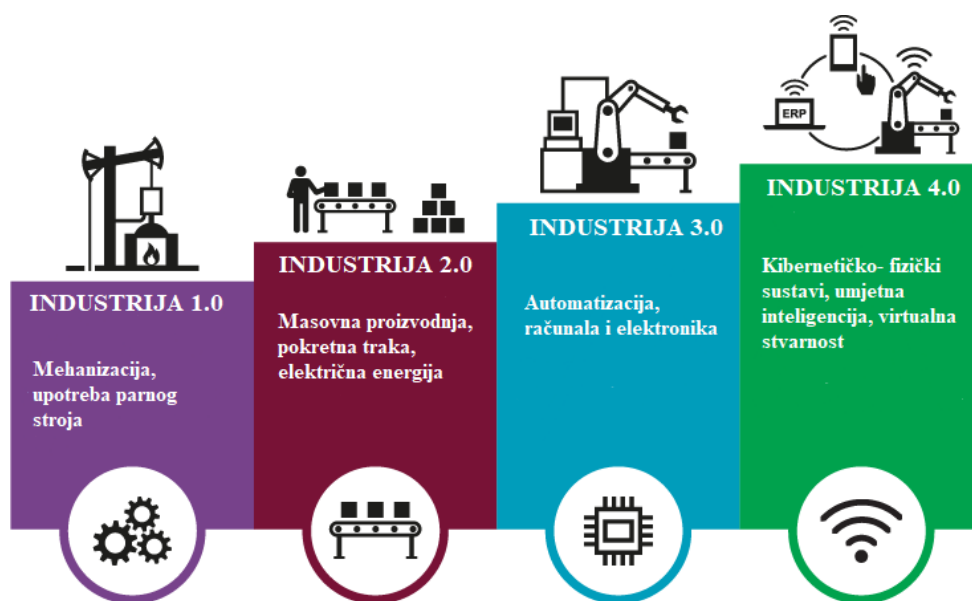 ERP
INDUSTRIJA 1.0
Mehanizacija,
upotreba parnog
stroja
INDUSTRIJA 2.0
Masovna proizvodnja,
pokretna traka,
električna energija
INDUSTRIJA 3.0
Automatizacija,
računala i elektronika
INDUSTRIJA 4.0
Kibernetičko- fizički
sustavi, umjetna
inteligencija, virtualna
stvarnost